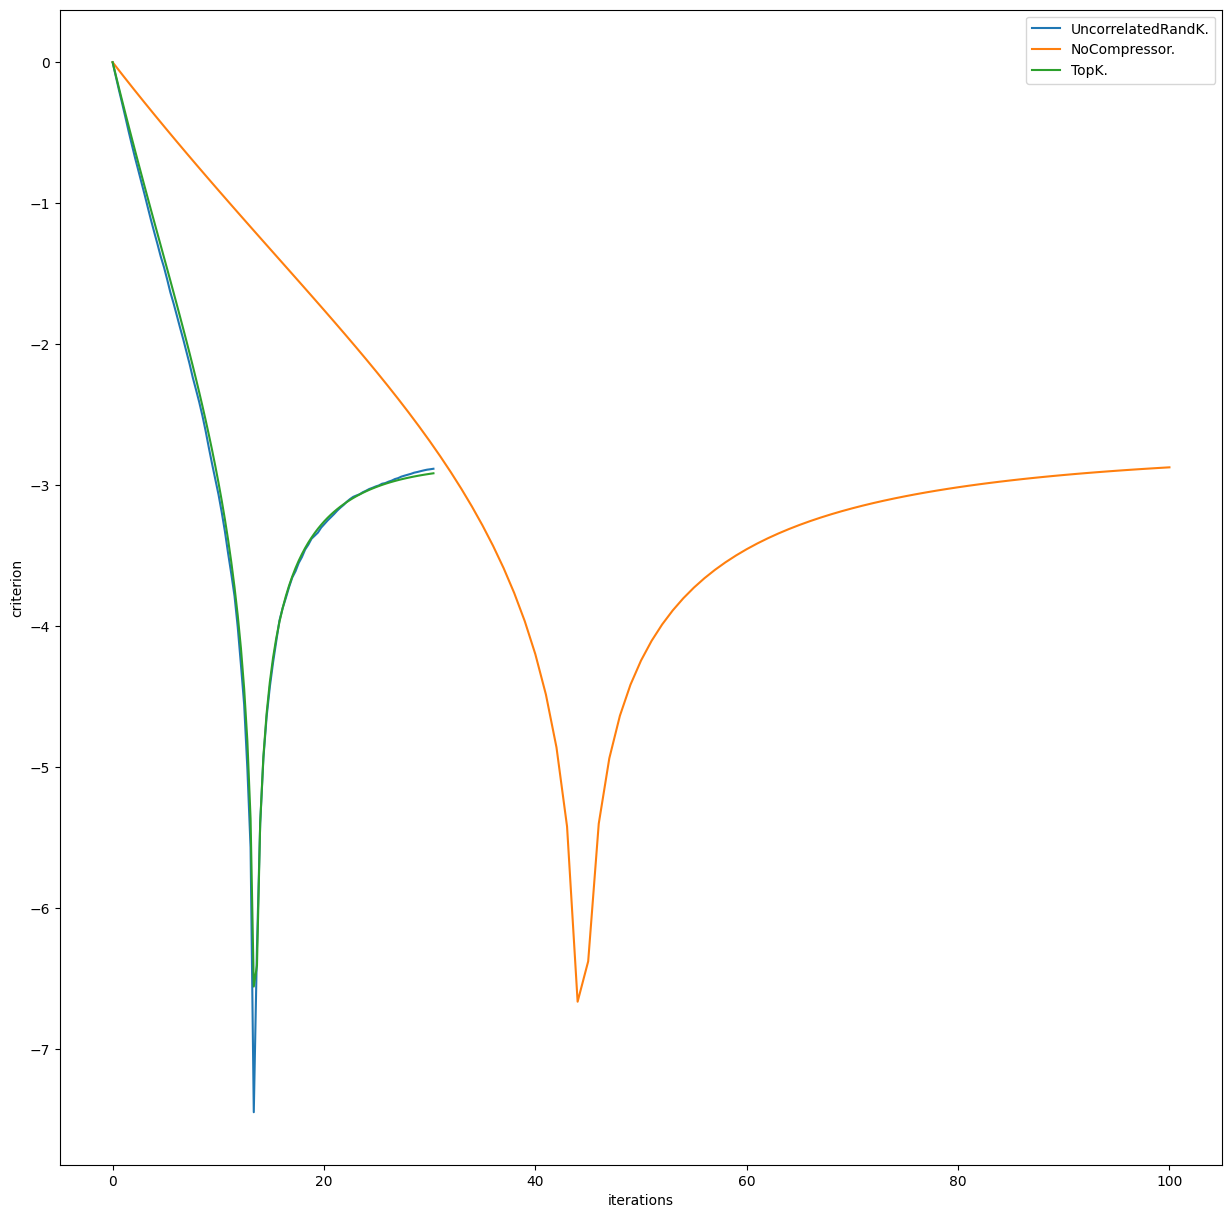 UncorrelatedRandK.
NoCompressor.
TopK.
0
−1
−2
−3
−4
−5
−6
−7
criterion
0 20 40 60 80 100
iterations